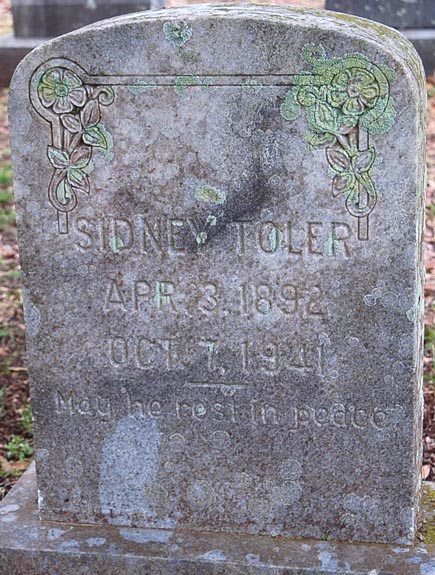 SIDNEY TOLER
APR. 3, 1892
OCT. 7, 1941
May he rest in peace